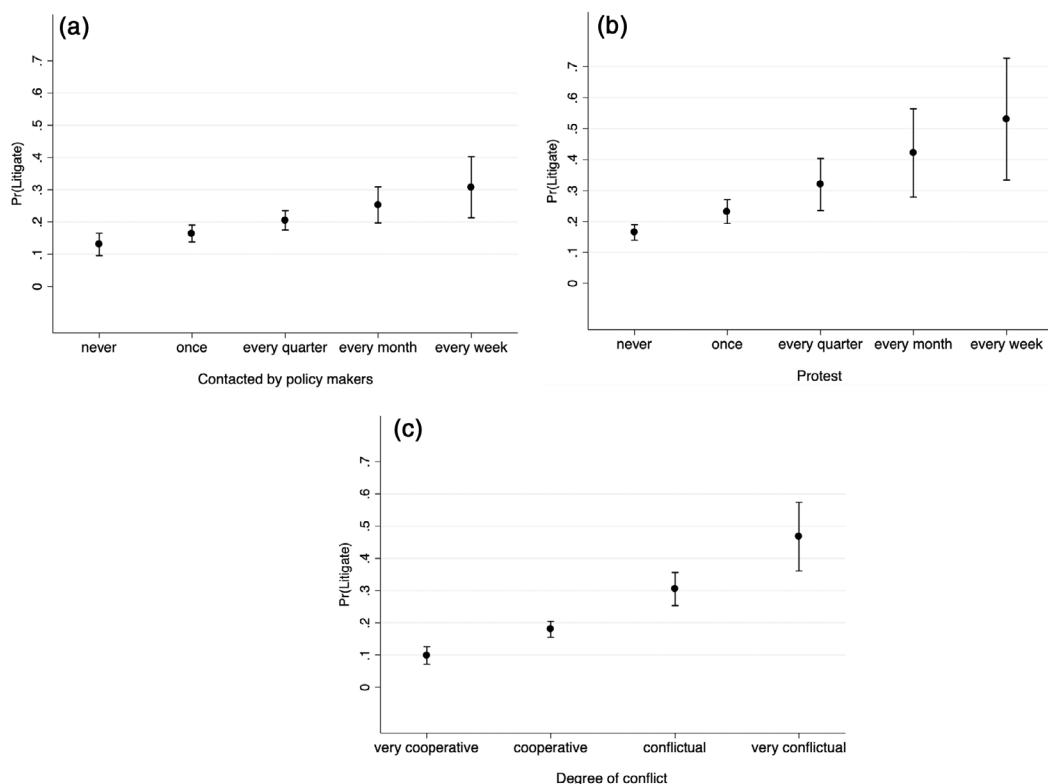 (a)
Pr(Litigate)
.7
.6
.5
.4
.3
.2
.1
0
never once every quarter every month every week
Contacted by policy makers
(b)
Pr(Litigate)
.7
.6
.5
.4
.3
.2
.1
0
never once every quarter every month every week
Protest
(c)
Pr(Litigate)
.7
.6
.5
.4
.3
.2
.1
0
very cooperative cooperative conflictual very conflictual
Degree of conflict